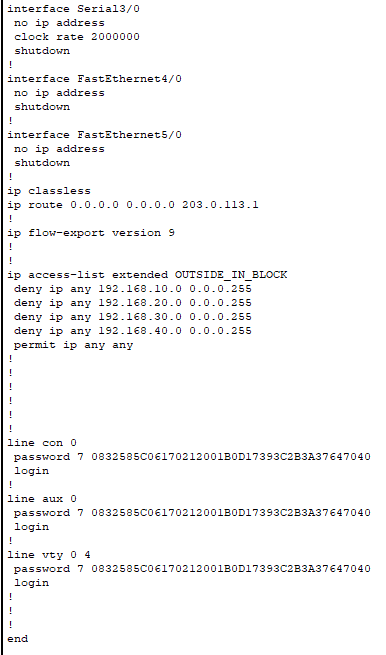 interface Serial3/0
 no ip address
 clock rate 2000000
 shutdown
!
interface FastEthernet4/0
 no ip address
 shutdown
!
interface FastEthernet5/0
 no ip address
 shutdown
!
ip classless
ip route 0.0.0.0 0.0.0.0 203.0.113.1
!
ip flow-export version 9
!
!
ip access-list extended OUTSIDE_IN_BLOCK
 deny ip any 192.168.10.0 0.0.0.255
 deny ip any 192.168.20.0 0.0.0.255
 deny ip any 192.168.30.0 0.0.0.255
 deny ip any 192.168.40.0 0.0.0.255
 permit ip any any
!
!
!
!
!
!
line con 0
 password 7 0832585C06170212001B0D17393C2B3A37647040
 login
!
line aux 0
 password 7 0832585C06170212001B0D17393C2B3A37647040
 login
!
line vty 0 4
 password 7 0832585C06170212001B0D17393C2B3A37647040
 login
!
!
!
end